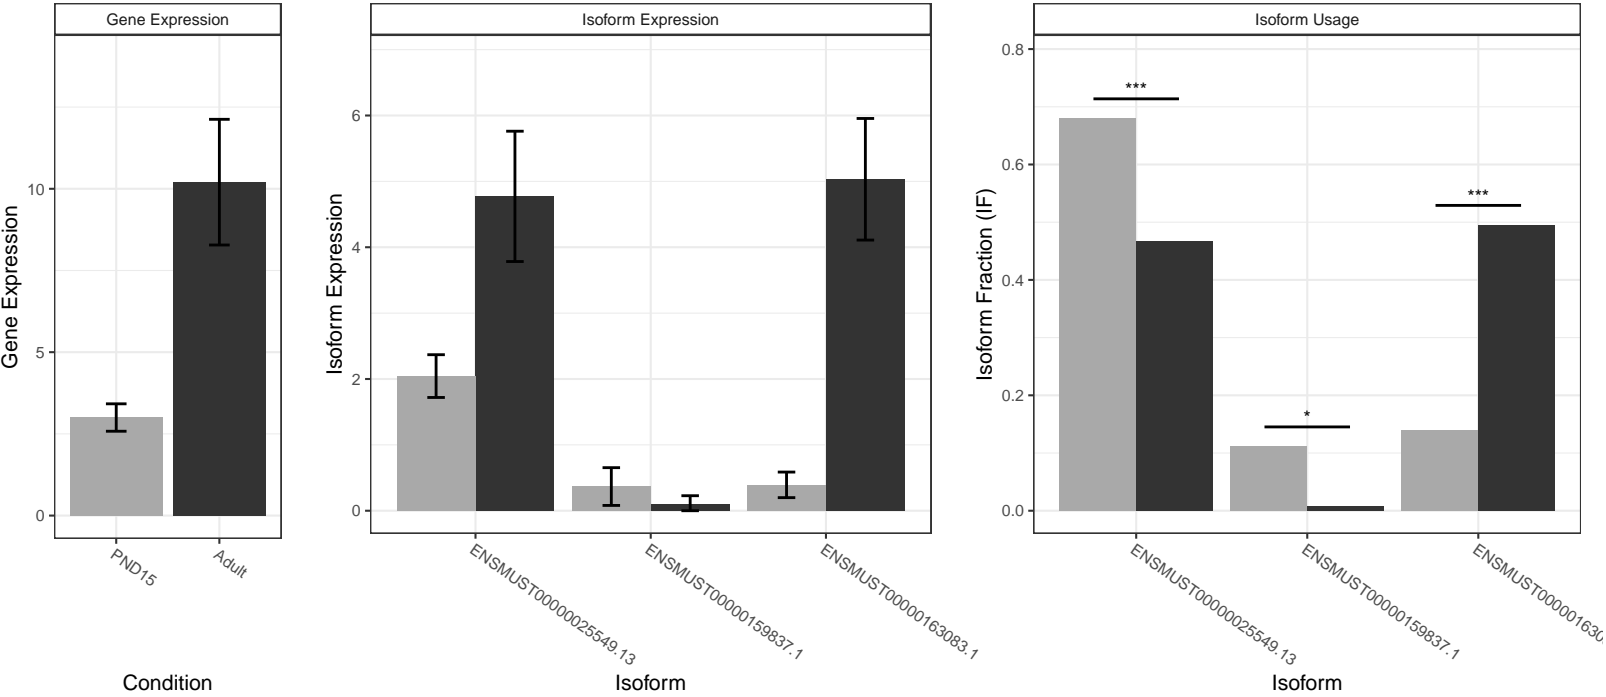 Gene Expression
Gene Expression
10
5
0
PND15
Adult
Condition
Isoform Expression
Isoform Expression
6
4
2
0
ENSMUST00000025549.13
ENSMUST00000159837.1
ENSMUST00000163083.1
Isoform
Isoform Usage
Isoform Fraction (IF)
0.8
0.6
0.4
0.2
0.0
***
*
***
ENSMUST00000025549.13
ENSMUST00000159837.1
ENSMUST000001630
Isoform